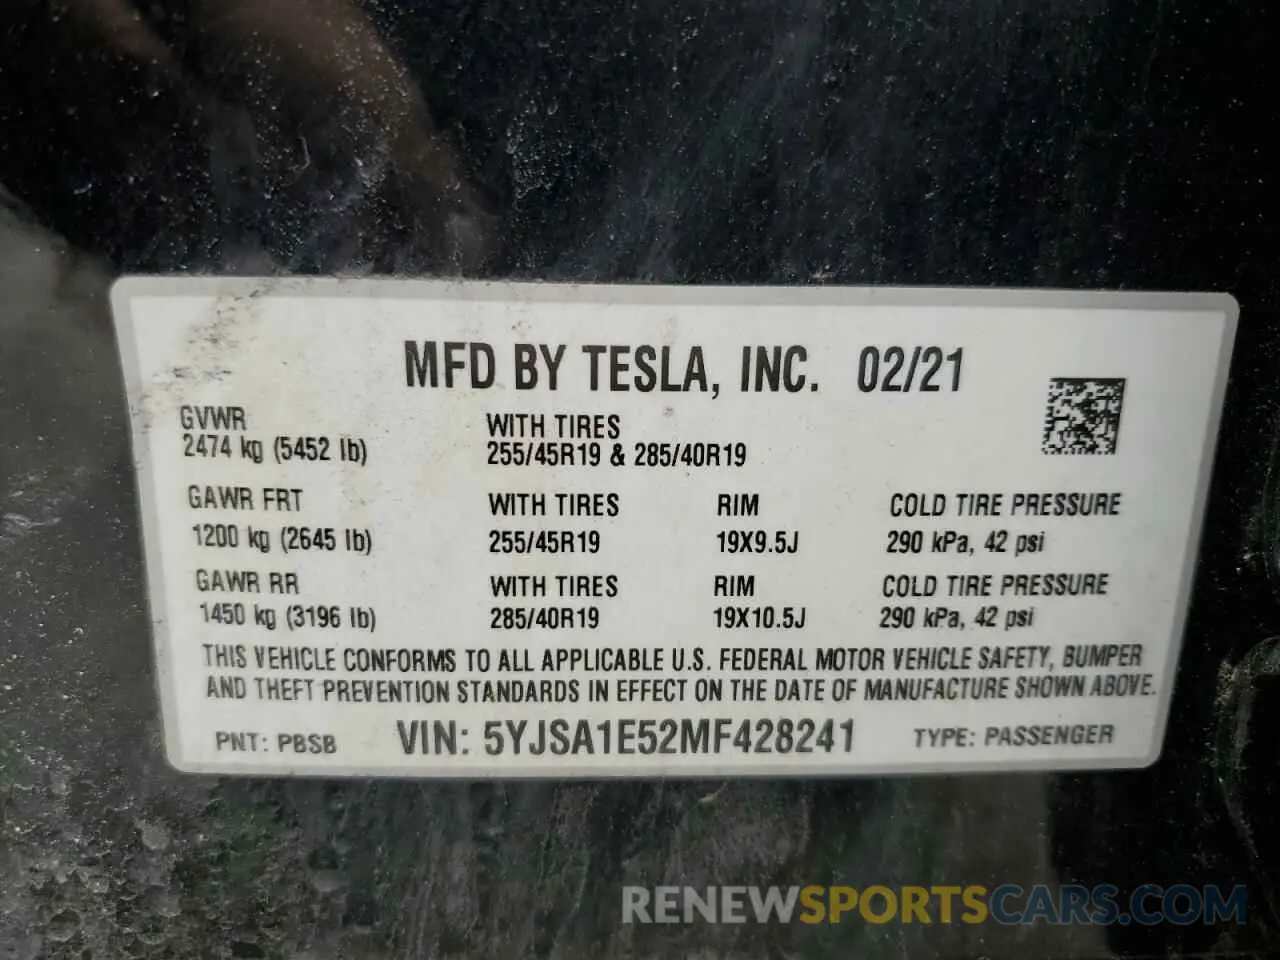 MFD BY TESLA, INC. 02/21
GVWR WITH TIRES
2474 kg (5452 lb) 255/45R19 & 285/40R19
GAWR FRT WITH TIRES RIM COLD TIRE PRESSURE
1200 kg (2645 lb) 255/45R19 19X9.5J 290 kPa, 42 psi
GAWR RR WITH TIRES RIM COLD TIRE PRESSURE
1450 kg (3196 lb) 285/40R19 19X10.5J 290 kPa, 42 psi
THIS VEHICLE CONFORMS TO ALL APPLICABLE U.S. FEDERAL MOTOR VEHICLE SAFETY, BUMPER
AND THEFT PREVENTION STANDARDS IN EFFECT ON THE DATE OF MANUFACTURE SHOWN ABOVE.
PNT: PBSB VIN: 5YJSA1E52MF428241 TYPE: PASSENGER
RENEWSPORTSCARS.COM